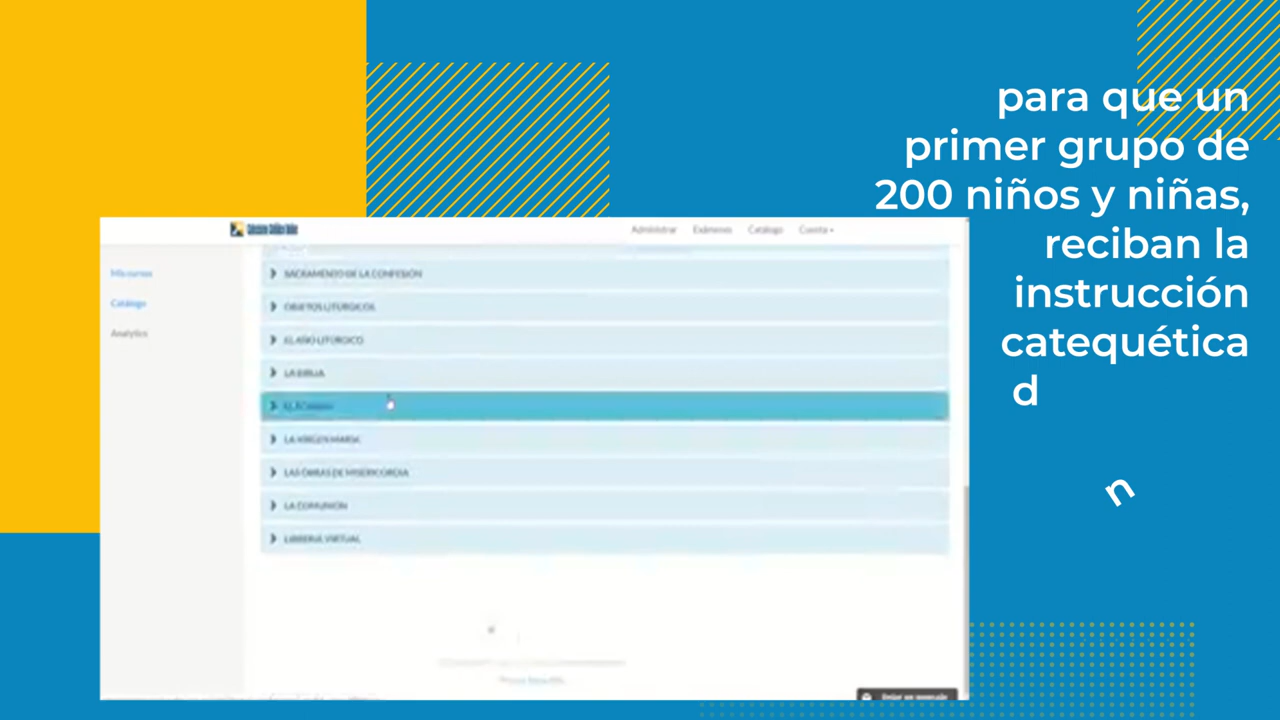 para que un
primer grupo de
200 niños y niñas,
reciban la
instrucción
catequética
d
n
Administrar Exámenes Catálogo Cuenta
Mis cursos
Catálogo
Analytics
SACRAMENTO DE LA CONFESIÓN
OBJETOS LITÚRGICOS
EL AÑO LITÚRGICO
LA BIBLIA
LA VIRGEN MARÍA
LAS OBRAS DE MISERICORDIA
LA COMUNIÓN
LIBRERIA VIRTUAL